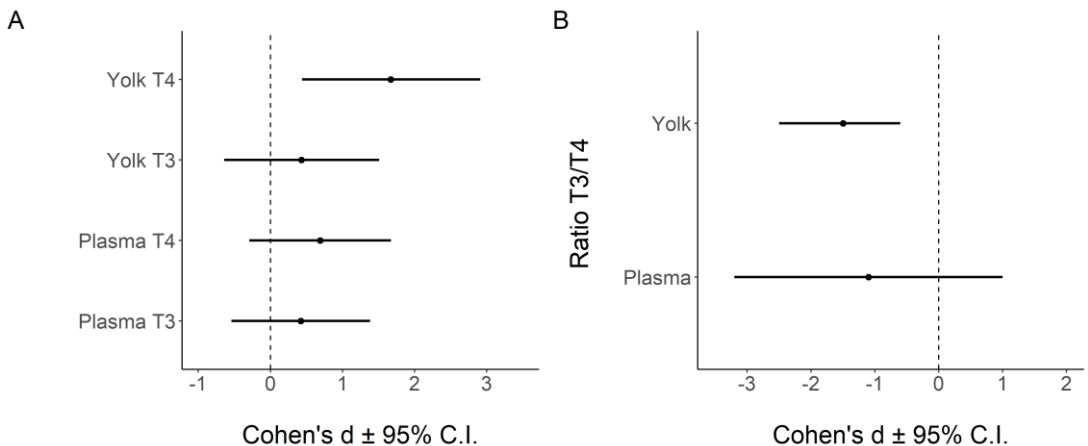 A
Yolk T4
Yolk T3
Plasma T4
Plasma T3
-1 0 1 2 3
Cohen's d ± 95% C.I.
B
Ratio T3/T4
Yolk
Plasma
-3 -2 -1 0 1 2
Cohen's d ± 95% C.I.